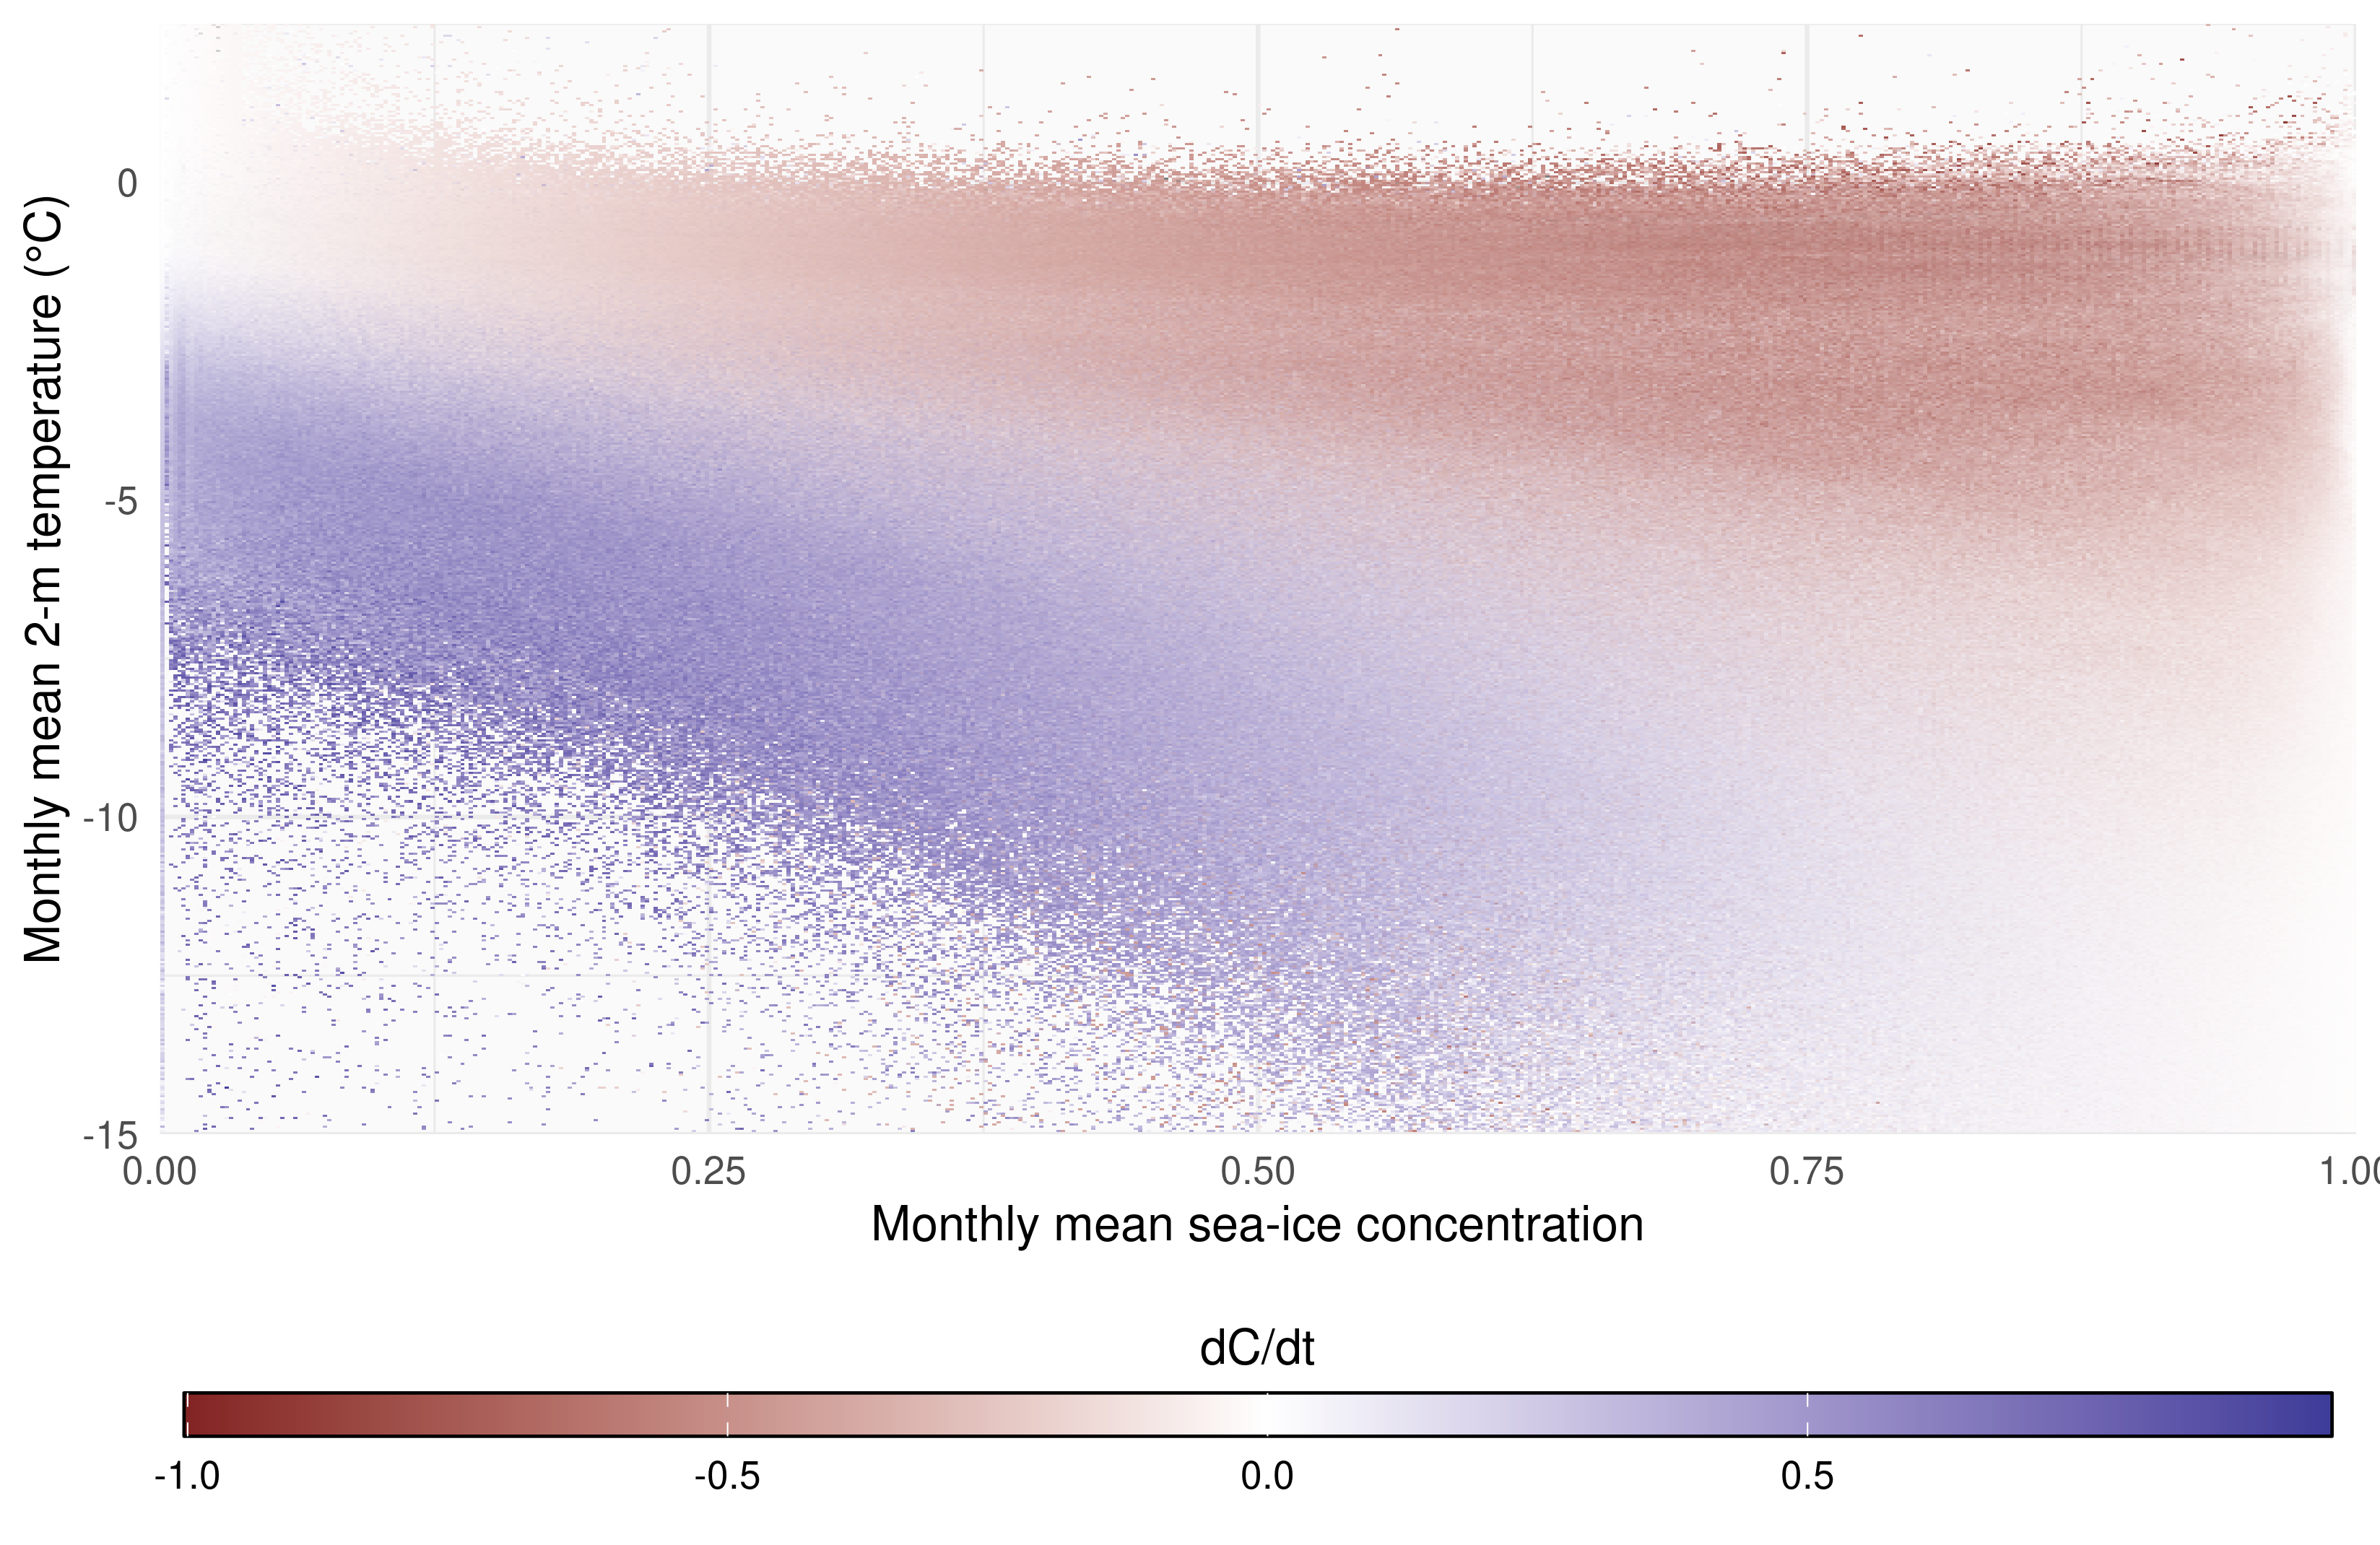 Monthly mean 2-m temperature (°C)
0
-5
-10
-15
0.00 0.25 0.50 0.75 1.00
Monthly mean sea-ice concentration
dC/dt
-1.0 -0.5 0.0 0.5